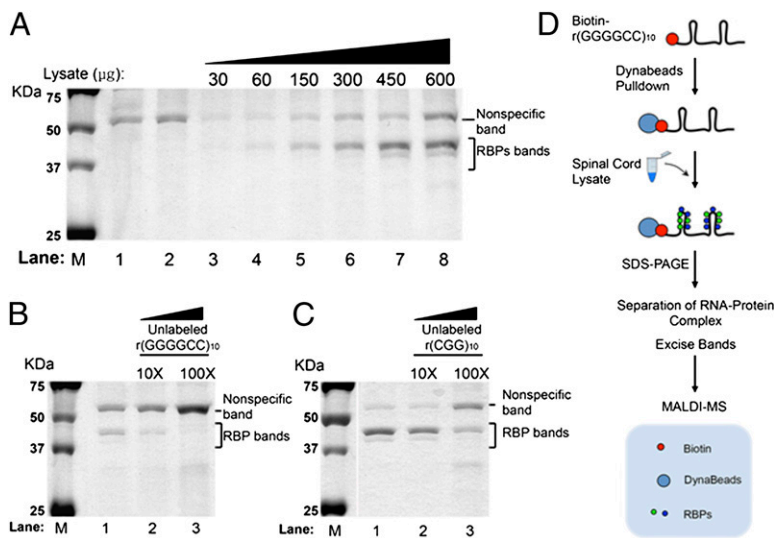 A
Lysate (µg):
30 60 150 300 450 600
KDa
75
50
37
25
Nonspecific
band
RBPs bands
Lane: M 1 2 3 4 5 6 7 8
B
Unlabeled
r(GGGGCC)10
KDa
10X 100X
75
50
37
25
Nonspecific
band
RBP bands
Lane: M 1 2 3
C
Unlabeled
r(CGG)10
KDa
10X 100X
75
50
37
25
Nonspecific
band
RBP bands
Lane: M 1 2 3
D
Biotin-
r(GGGGCC)10
Dynabeads
Pulldown
Spinal Cord
Lysate
SDS-PAGE
Separation of RNA-Protein
Complex
Excise Bands
MALDI-MS
Biotin
DynaBeads
RBPs